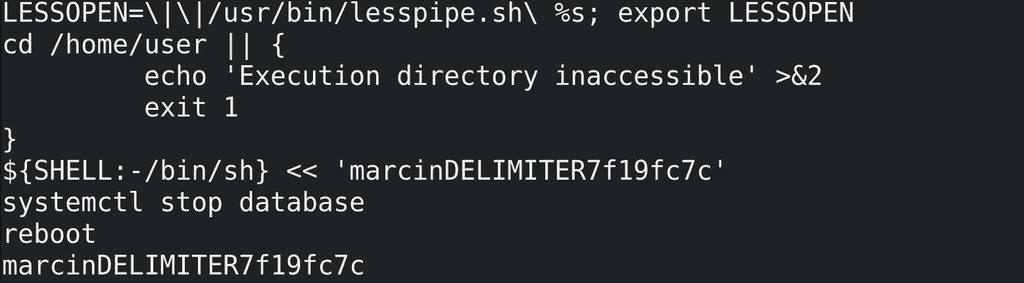 LESSOPEN=\|\|/usr/bin/lesspipe.sh\ %s; export LESSOPEN
cd /home/user || {
         echo 'Execution directory inaccessible' >&2
         exit 1
}
${SHELL:-/bin/sh} << 'marcinDELIMITER7f19fc7c'
systemctl stop database
reboot
marcinDELIMITER7f19fc7c